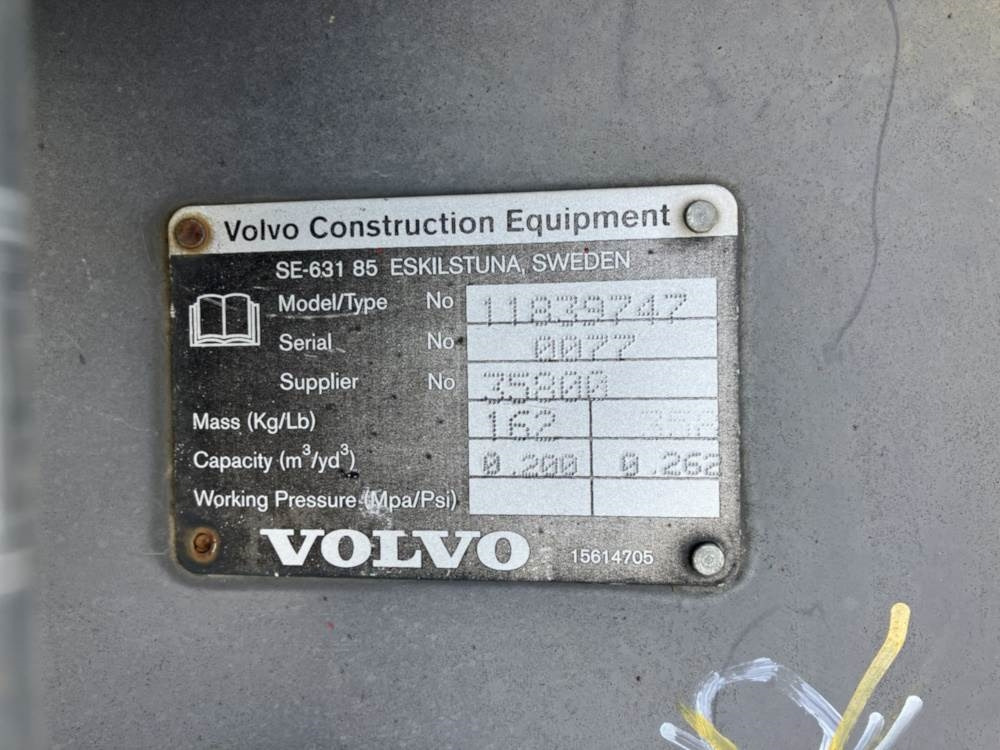 Volvo Construction Equipment
SE-631 85 ESKILSTUNA, SWEDEN
Model/Type No 11839747
Serial No 0077
Supplier No 35800
Mass (Kg/Lb) 162
Capacity (m³/yd³) 0.200 0.262
Working Pressure (Mpa/Psi)
VOLVO 15614705